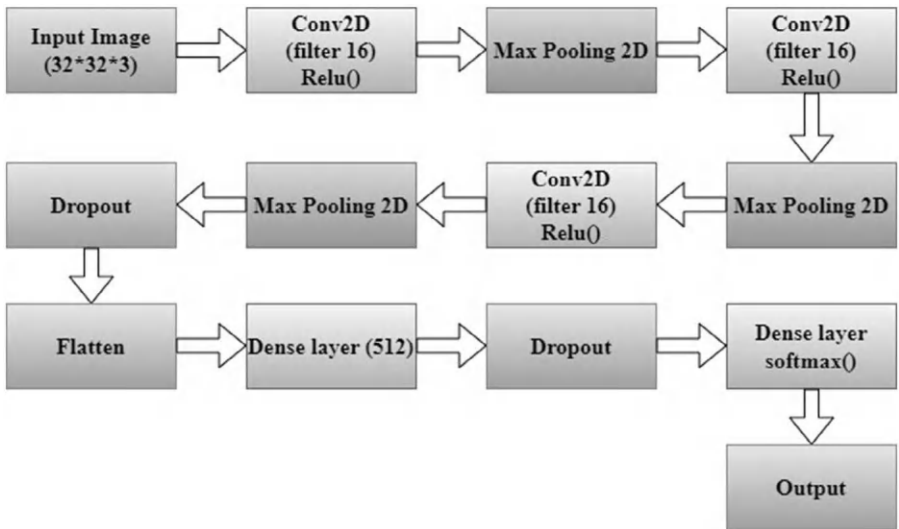 Input Image
(32*32*3)
Conv2D
(filter 16)
Relu()
Max Pooling 2D
Conv2D
(filter 16)
Relu()
Max Pooling 2D
Conv2D
(filter 16)
Relu()
Max Pooling 2D
Dropout
Flatten
Dense layer (512)
Dropout
Dense layer
softmax()
Output